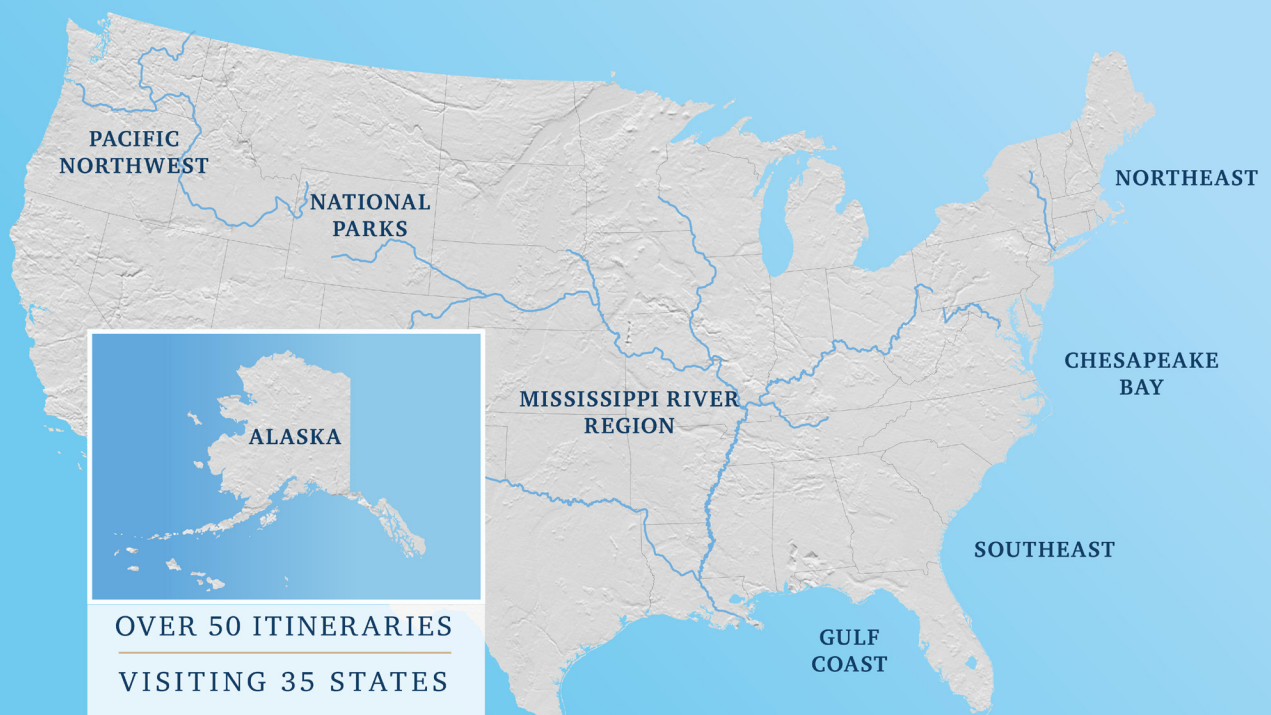 PACIFIC
NORTHWEST
NATIONAL
PARKS
NORTHEAST
MISSISSIPPI RIVER
REGION
CHESAPEAKE
BAY
ALASKA
SOUTHEAST
GULF
COAST
OVER 50 ITINERARIES
VISITING 35 STATES